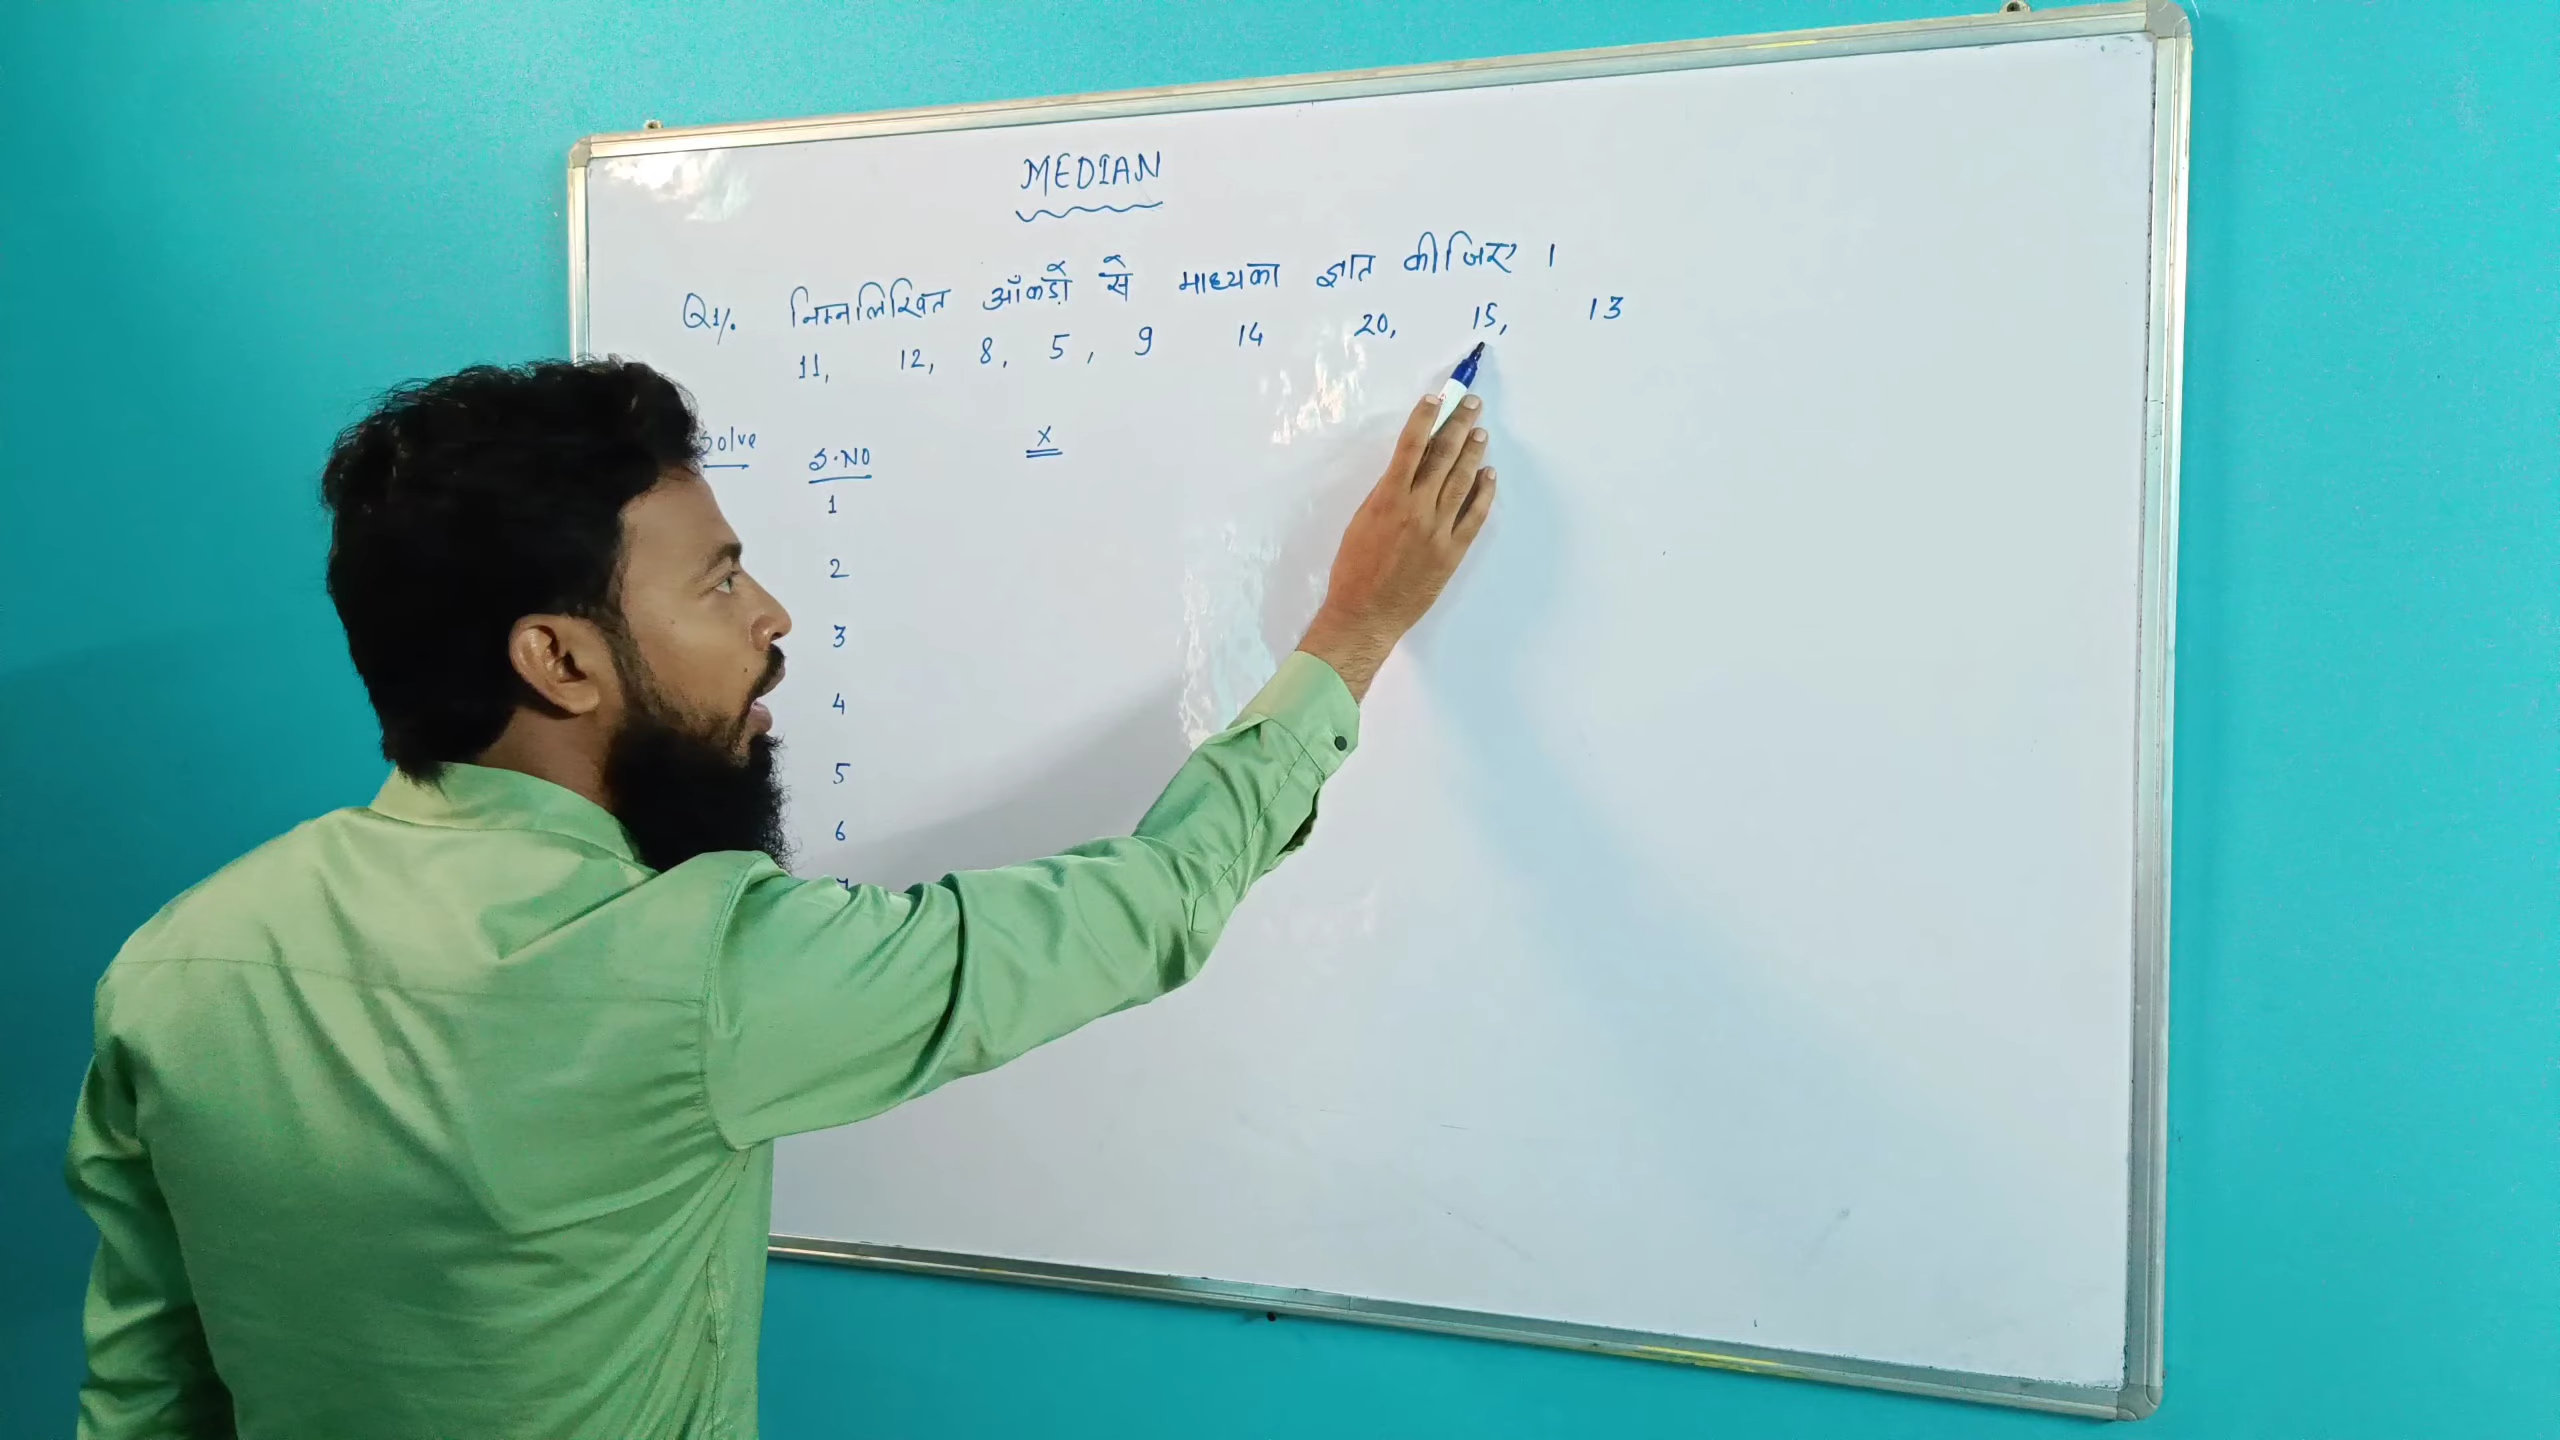 MEDIAN
Q1/. निम्नलिखित आँकड़ो से माध्यका ज्ञात कीजिए ।
11, 12, 8, 5, 9 14 20, 15, 13
Solve S.NO X
1
2
3
4
5
6